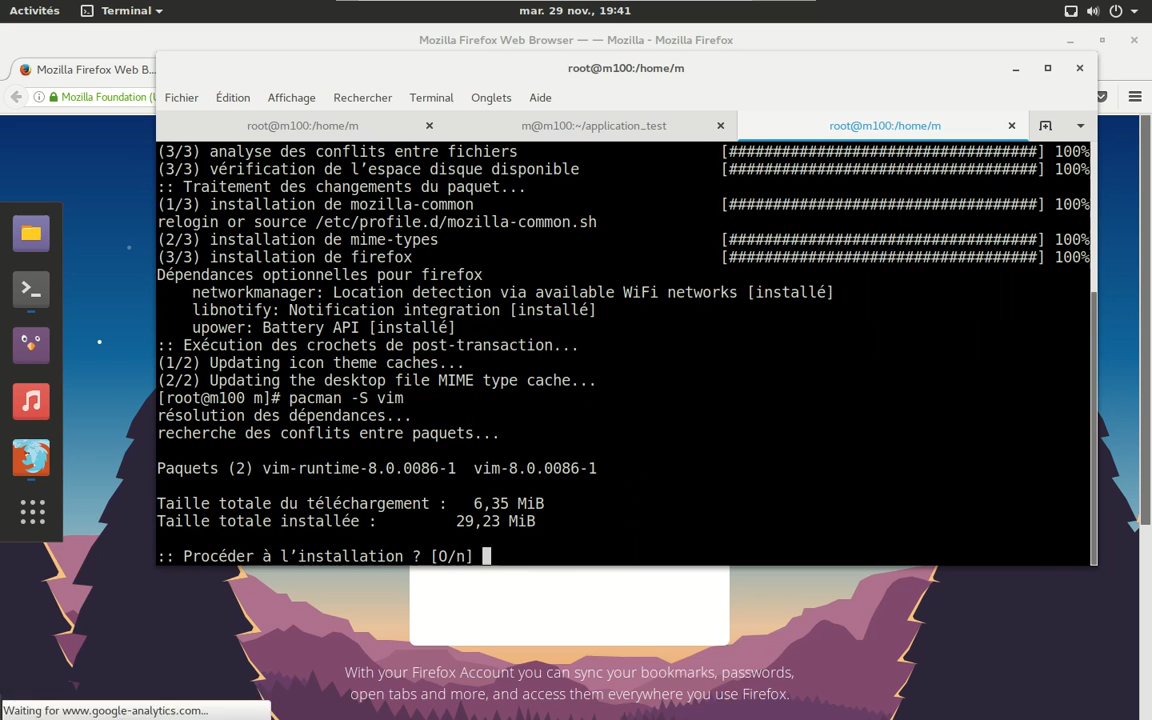 Activités Terminal mar. 29 nov., 19:41
Mozilla Firefox Web Browser — — Mozilla - Mozilla Firefox
Mozilla Firefox Web B...
root@m100:/home/m
Mozilla Foundation (U
Fichier Édition Affichage Rechercher Terminal Onglets Aide
root@m100:/home/m m@m100:~/application_test root@m100:/home/m
(3/3) analyse des conflits entre fichiers [###################################] 100%
(3/3) vérification de l’espace disque disponible [###################################] 100%
:: Traitement des changements du paquet...
(1/3) installation de mozilla-common [###################################] 100%
relogin or source /etc/profile.d/mozilla-common.sh
(2/3) installation de mime-types [###################################] 100%
(3/3) installation de firefox [###################################] 100%
Dépendances optionnelles pour firefox
networkmanager: Location detection via available WiFi networks [installé]
libnotify: Notification integration [installé]
upower: Battery API [installé]
:: Exécution des crochets de post-transaction...
(1/2) Updating icon theme caches...
(2/2) Updating the desktop file MIME type cache...
[root@m100 m]# pacman -S vim
résolution des dépendances...
recherche des conflits entre paquets...
Paquets (2) vim-runtime-8.0.0086-1 vim-8.0.0086-1
Taille totale du téléchargement : 6,35 MiB
Taille totale installée : 29,23 MiB
:: Procéder à l’installation ? [O/n]
With your Firefox Account you can sync your bookmarks, passwords,
open tabs and more, and access them everywhere you use Firefox.
Waiting for www.google-analytics.com...